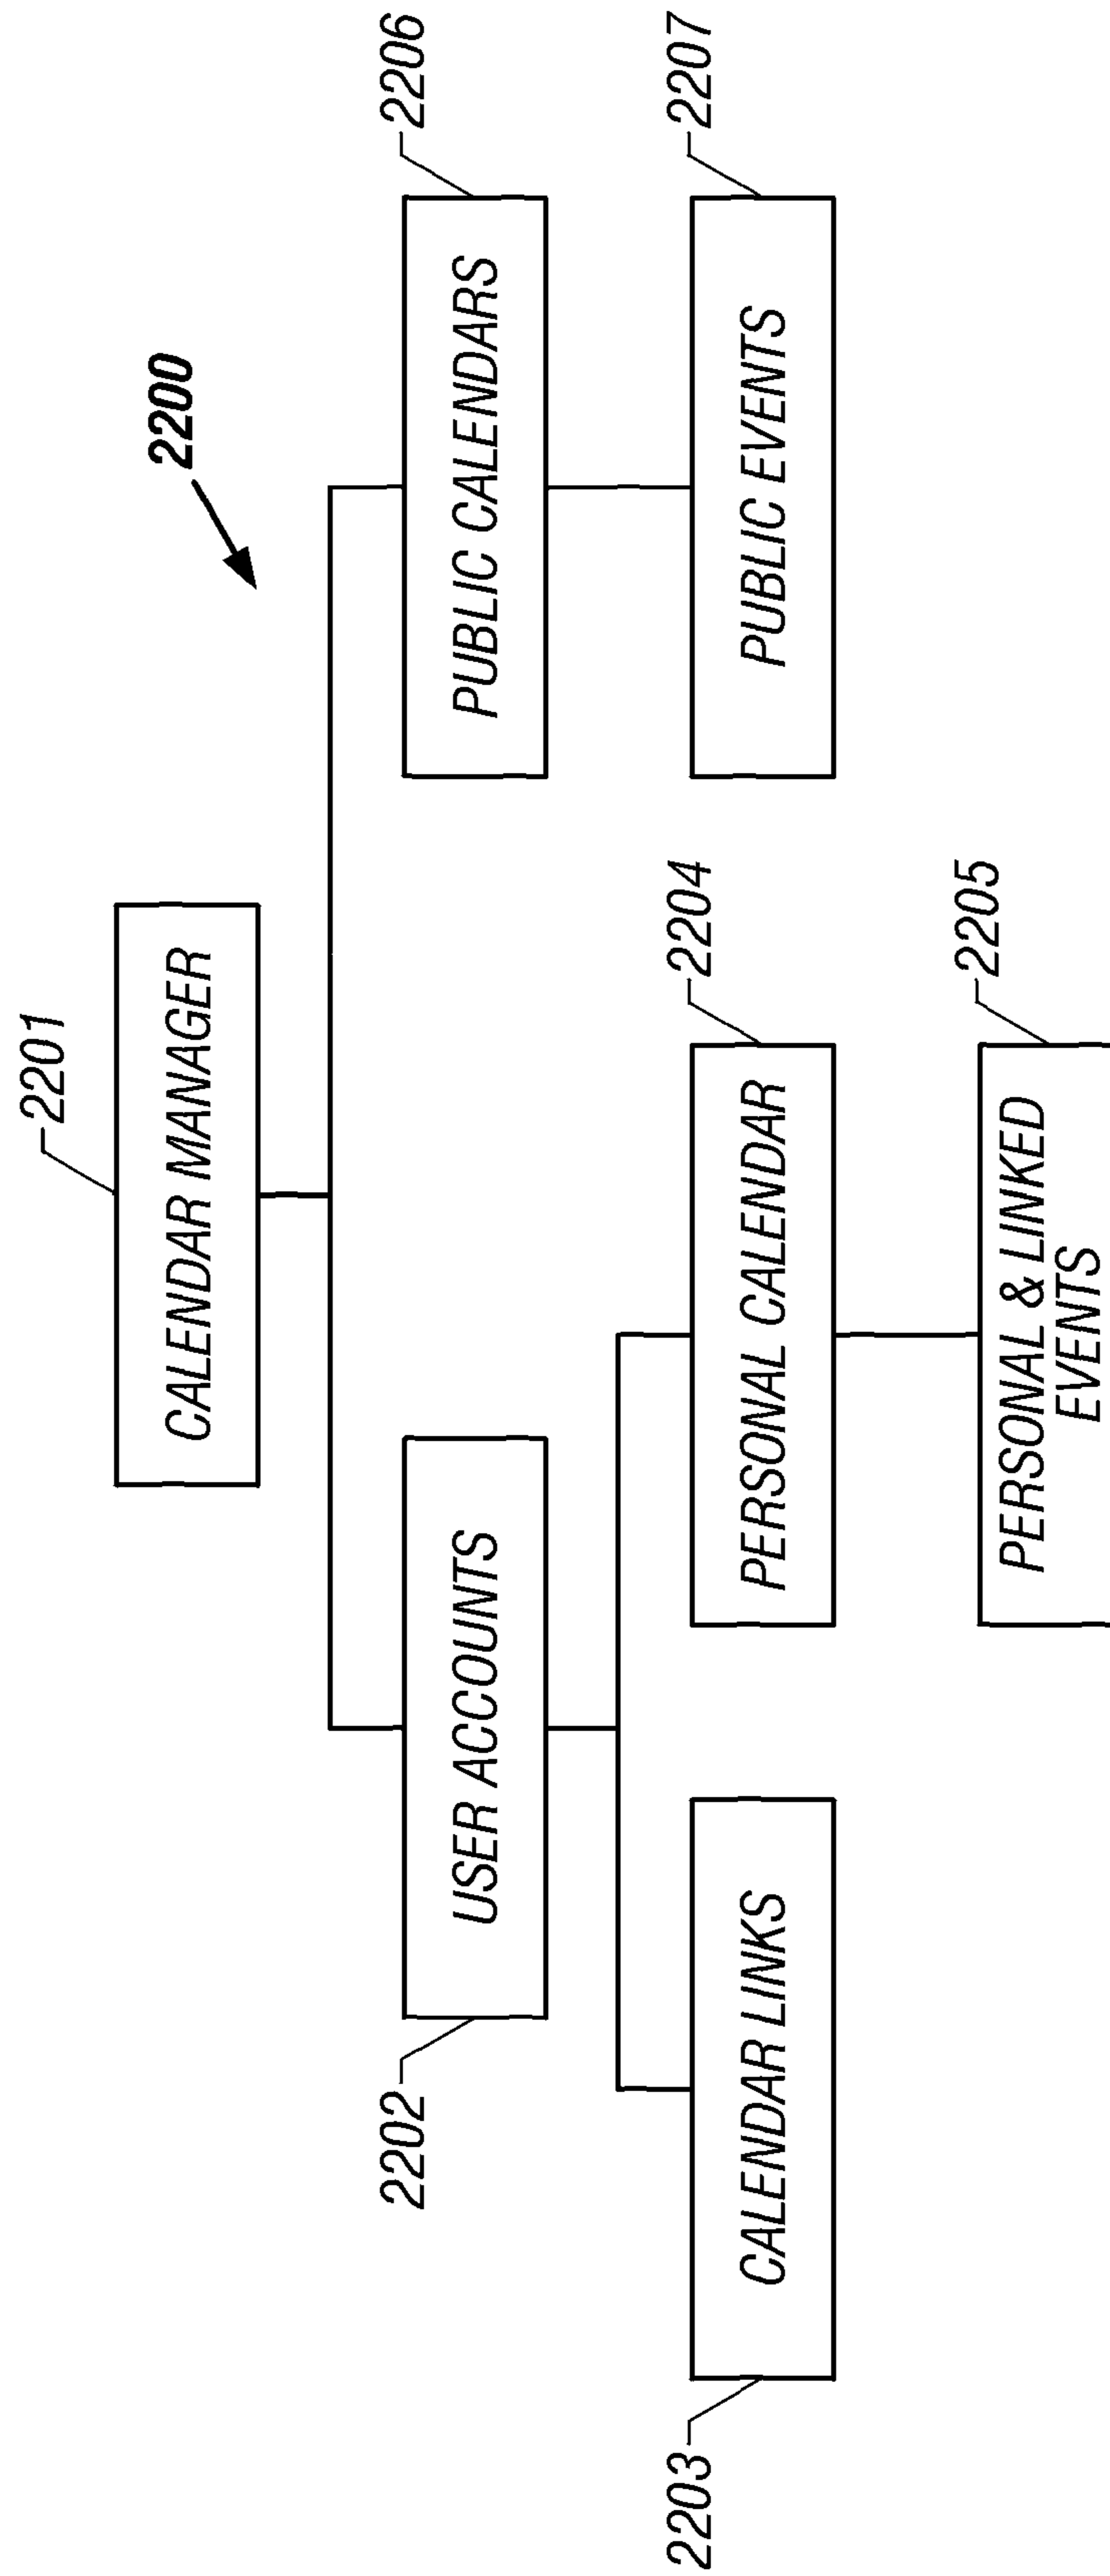 2201
CALENDAR MANAGER
2200
2202
USER ACCOUNTS
PUBLIC CALENDARS
2206
2203
CALENDAR LINKS
PERSONAL CALENDAR
2204
PUBLIC EVENTS
2207
PERSONAL & LINKED
EVENTS
2205